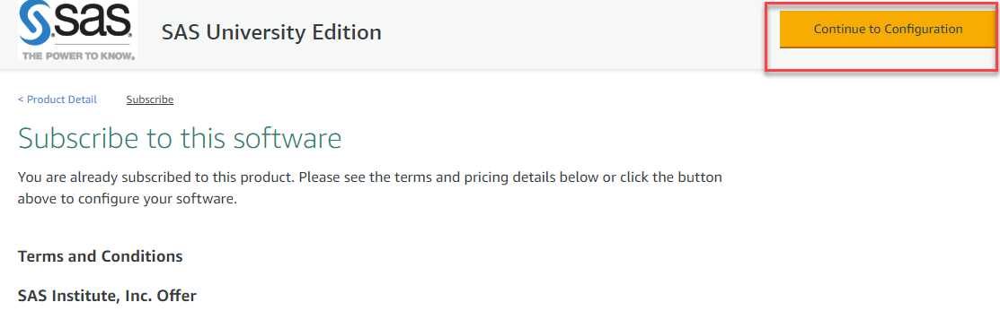 sas
THE POWER TO KNOW.
SAS University Edition
Continue to Configuration
< Product Detail
Subscribe
Subscribe to this software
You are already subscribed to this product. Please see the terms and pricing details below or click the button
above to configure your software.
Terms and Conditions
SAS Institute, Inc. Offer